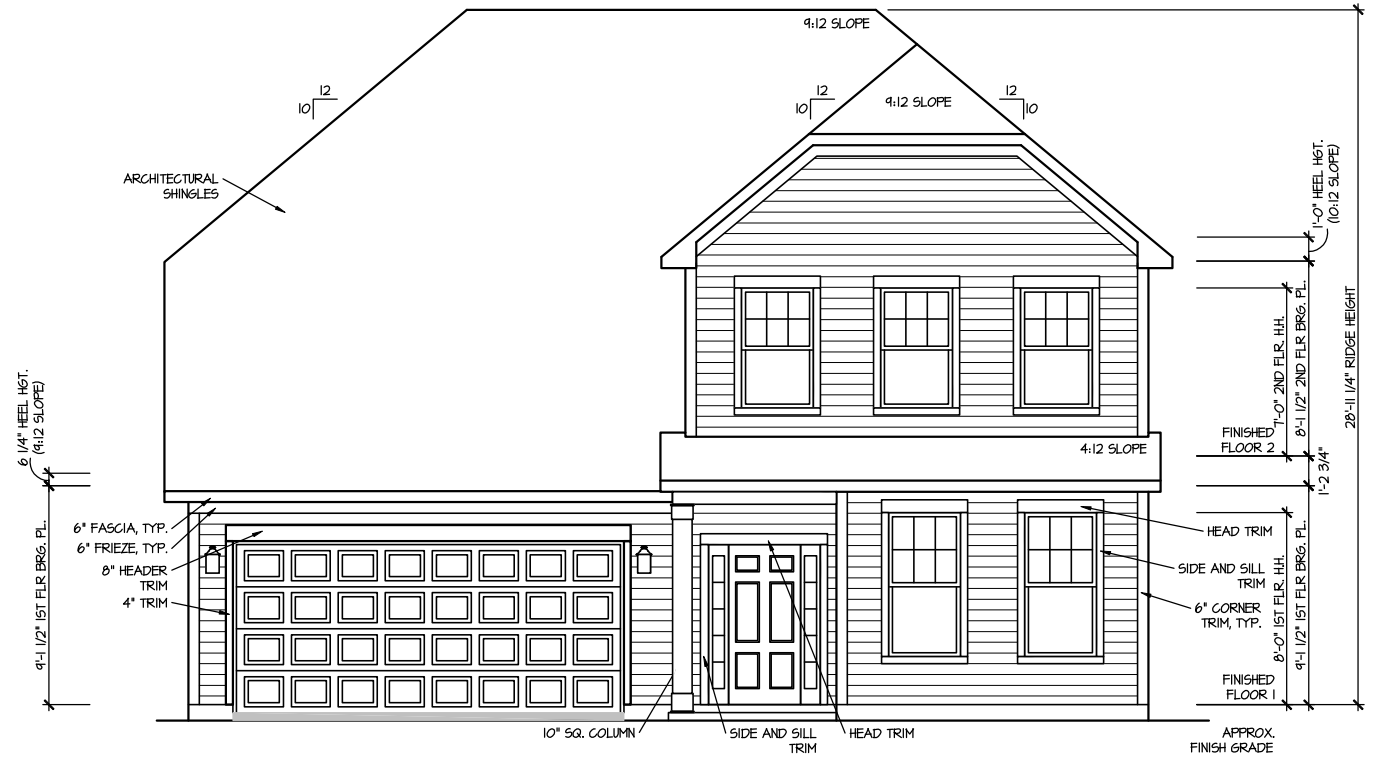 9:12 SLOPE
12
10
12
10
9:12 SLOPE
12
10
ARCHITECTURAL
SHINGLES
1'-0" HEEL HGT.
(10:12 SLOPE)
28'-11 1/4" RIDGE HEIGHT
7'-0" 2ND FLR. H.H.
8'-1 1/2" 2ND FLR BRG. PL.
FINISHED
FLOOR 2
4:12 SLOPE
1'-2 3/4"
6 1/4" HEEL HGT.
(9:12 SLOPE)
9'-1 1/2" 1ST FLR BRG. PL.
6" FASCIA, TYP.
6" FRIEZE, TYP.
8" HEADER
TRIM
4" TRIM
HEAD TRIM
SIDE AND SILL
TRIM
6" CORNER
TRIM, TYP.
8'-0" 1ST FLR. H.H.
9'-1 1/2" 1ST FLR BRG. PL.
FINISHED
FLOOR 1
10" SQ. COLUMN
SIDE AND SILL
TRIM
HEAD TRIM
APPROX.
FINISH GRADE